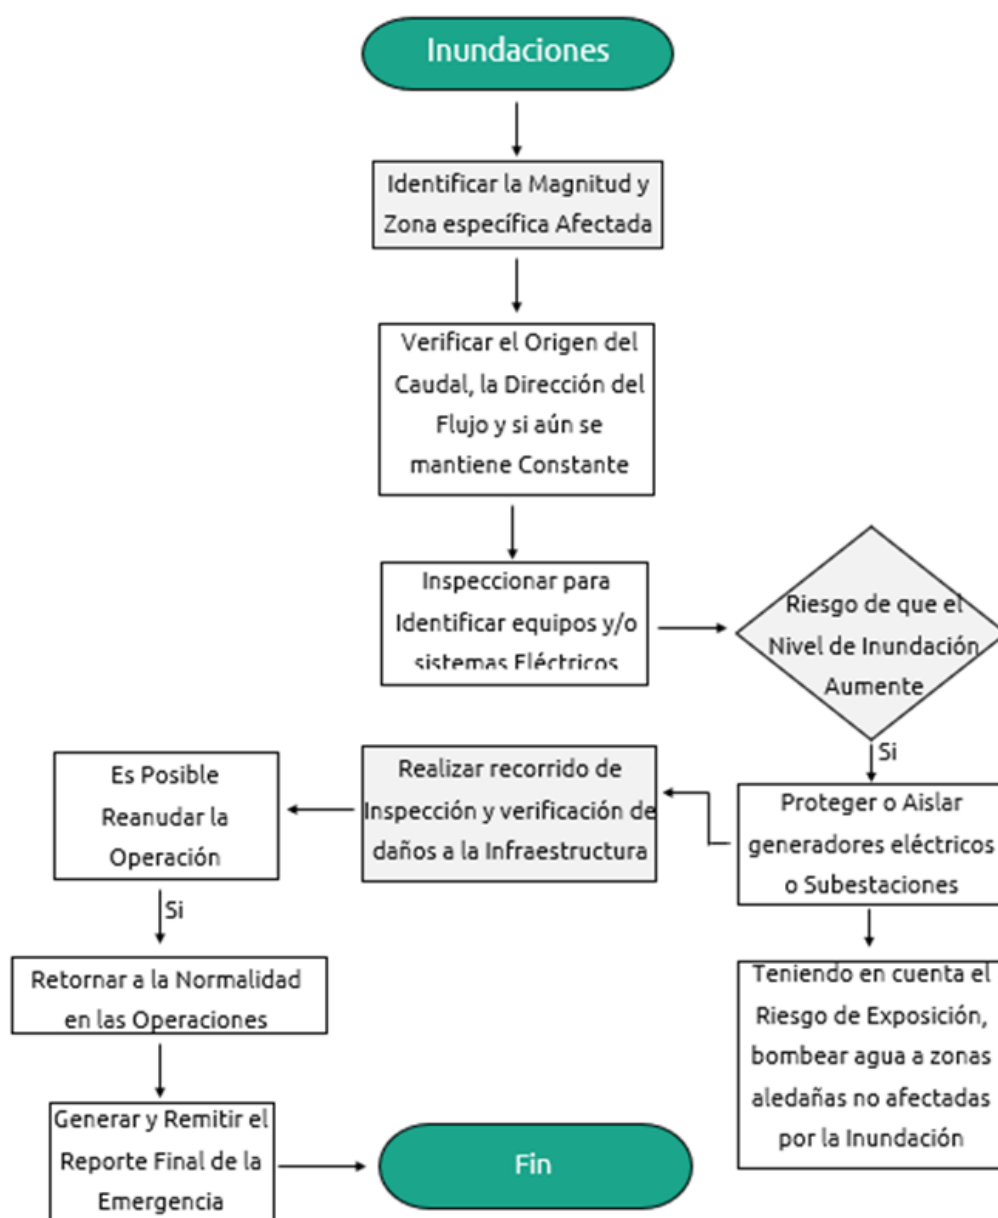 Inundaciones
Identificar la Magnitud y
Zona específica Afectada
Verificar el Origen del
Caudal, la Dirección del
Flujo y si aún se
mantiene Constante
Inspeccionar para
Identificar equipos y/o
sistemas Eléctricos
Riesgo de que el
Nivel de Inundación
Aumente
Si
Proteger o Aislar
generadores eléctricos
o Subestaciones
Teniendo en cuenta el
Riesgo de Exposición,
bombear agua a zonas
aledañas no afectadas
por la Inundación
Realizar recorrido de
Inspección y verificación de
daños a la Infraestructura
Es Posible
Reanudar la
Operación
Si
Retornar a la Normalidad
en las Operaciones
Generar y Remitir el
Reporte Final de la
Emergencia
Fin